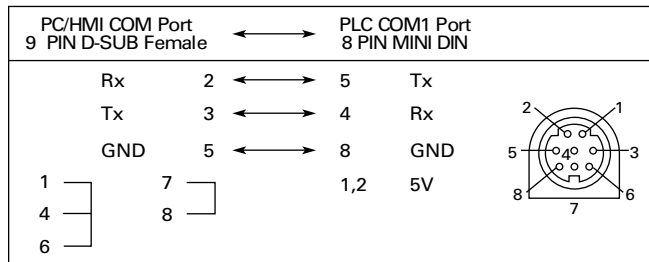 PC/HMI COM Port
9 PIN D-SUB Female
PLC COM1 Port
8 PIN MINI DIN
Rx 2 5 Tx
Tx 3 4 Rx
GND 5 8 GND
1,2 5V
1
4
6
7
8
2 1
5 4 3
8 6
7